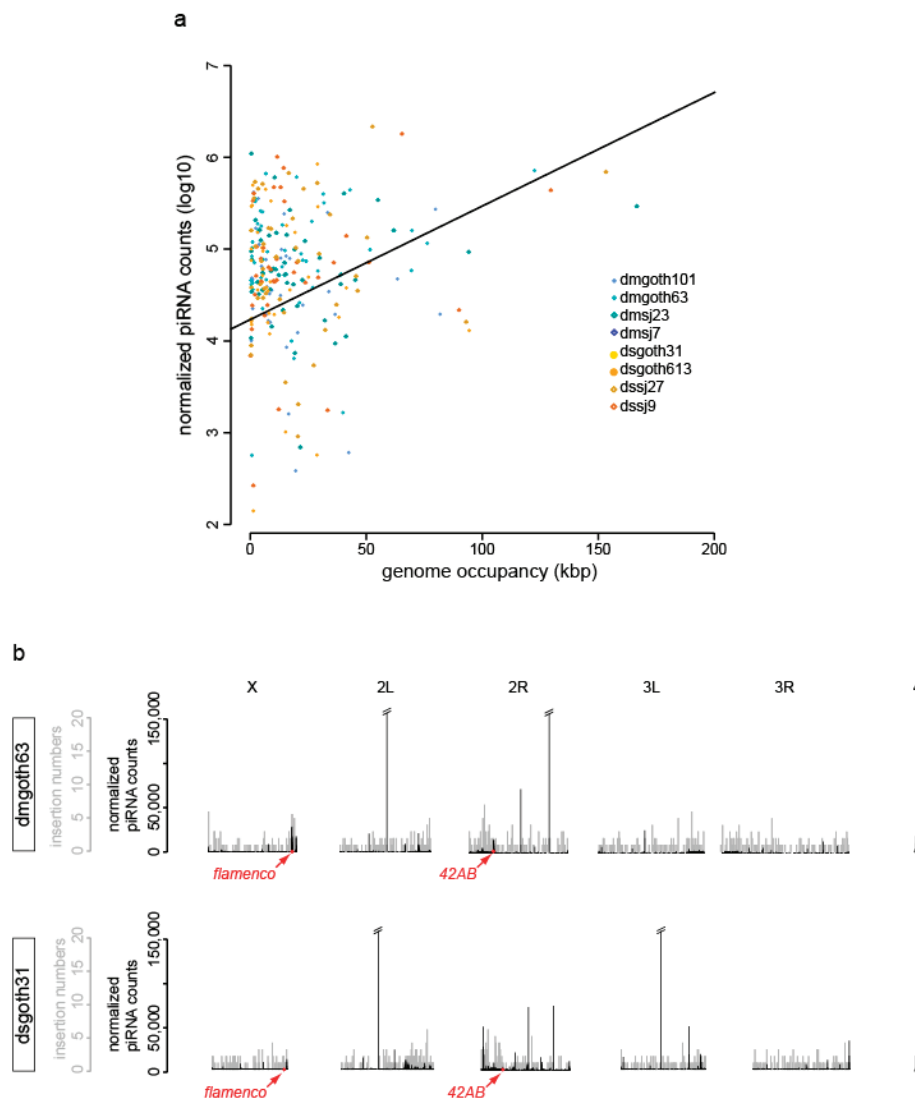 a
normalized piRNA counts (log10)
7
6
5
4
3
2
0
50
100
150
200
genome occupancy (kbp)
dmgoth101
dmgoth63
dmsj23
dmsj7
dsgoth31
dsgoth613
dssj27
dssj9
b
X
2L
2R
3L
3R
dmgoth63
insertion numbers
20
15
10
5
0
normalized
piRNA counts
150,000
50,000
0
flamenco
42AB
dsgoth31
insertion numbers
20
15
10
5
0
normalized
piRNA counts
150,000
50,000
0
flamenco
42AB